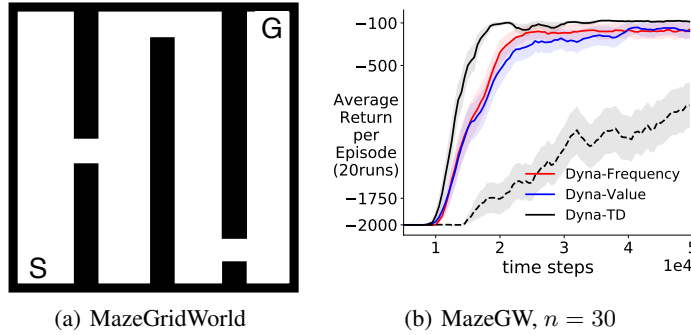 G
S
(a) MazeGridWorld
Average
Return
per
Episode
(20runs)
−100
−500
−1750
−2000
Dyna-Frequency
Dyna-Value
Dyna-TD
1 2 3 4 5
1e4
time steps
(b) MazeGW, n = 30